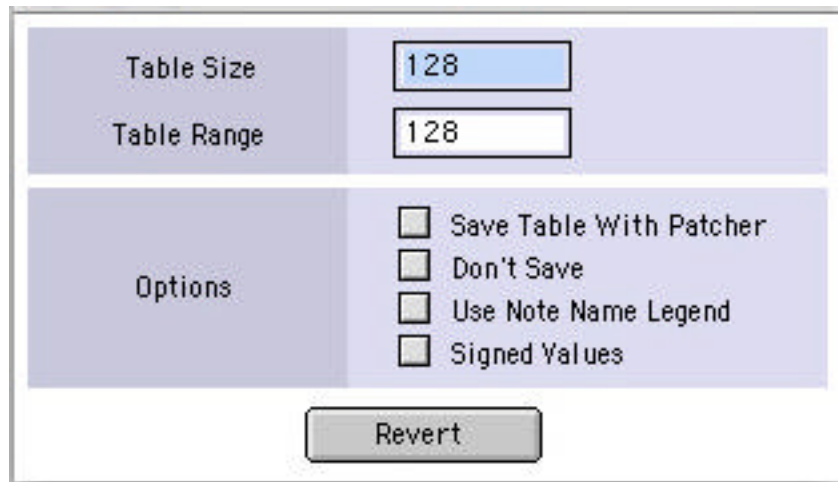 Table Size
128
Table Range
128
Options
Save Table With Patcher
Don't Save
Use Note Name Legend
Signed Values
Revert